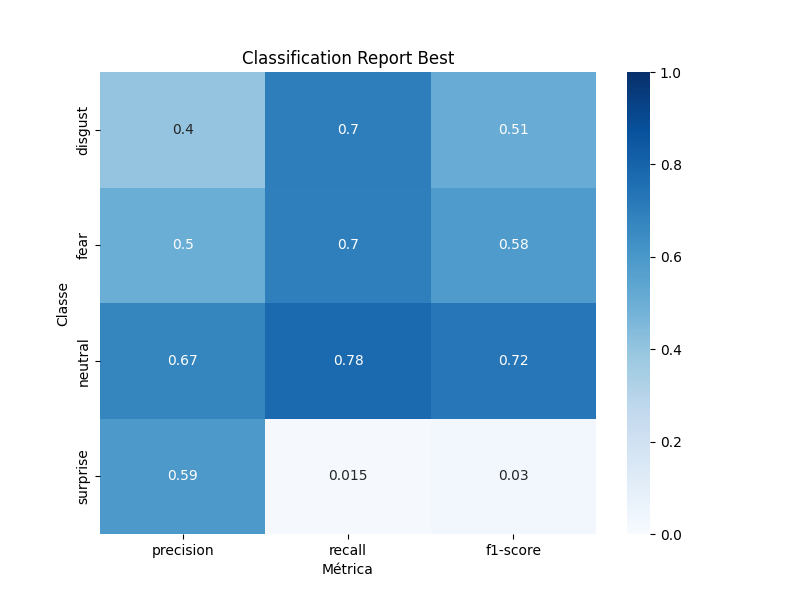 Classification Report Best
Classe
disgust 0.4 0.7 0.51
fear 0.5 0.7 0.58
neutral 0.67 0.78 0.72
surprise 0.59 0.015 0.03
precision recall f1-score
Métrica
1.0
0.8
0.6
0.4
0.2
0.0